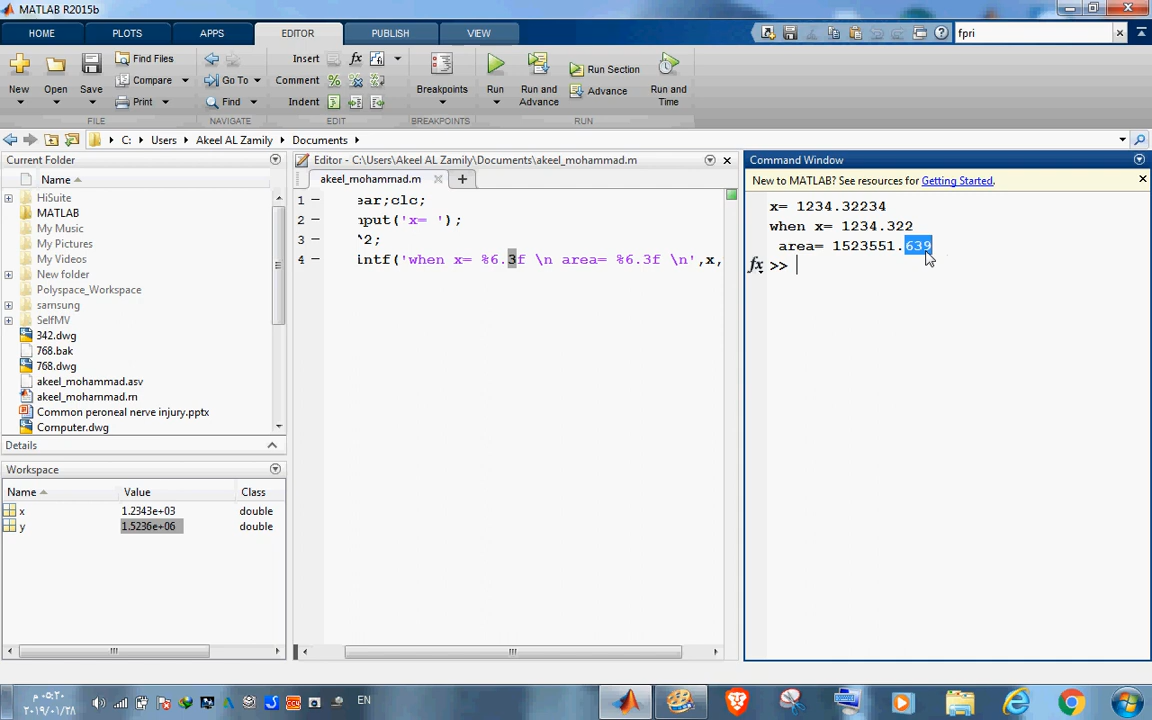 MATLAB R2015b
HOME PLOTS APPS EDITOR PUBLISH VIEW fpri
New Open Save Find Files Compare Print Go To Find Insert fx Comment % Indent Breakpoints Run Run and Advance Run Section Advance Run and Time
FILE NAVIGATE EDIT BREAKPOINTS RUN
C: Users Akeel AL Zamily Documents
Current Folder
Name
HiSuite
MATLAB
My Music
My Pictures
My Videos
New folder
Polyspace_Workspace
samsung
SelfMV
342.dwg
768.bak
768.dwg
akeel_mohammad.asv
akeel_mohammad.m
Common peroneal nerve injury.pptx
Computer.dwg
Details
Workspace
Name Value Class
x 1.2343e+03 double
y 1.5236e+06 double
Editor - C:\Users\Akeel AL Zamily\Documents\akeel_mohammad.m
akeel_mohammad.m
1 ear;clc;
2 nput('x= ');
3 ^2;
4 intf('when x= %6.3f \n area= %6.3f \n',x,
Command Window
New to MATLAB? See resources for Getting Started.
x= 1234.32234
when x= 1234.322
area= 1523551.639
fx >>
٠٥:٢٠ م
٢٠١٩/٠١/٢٨
EN